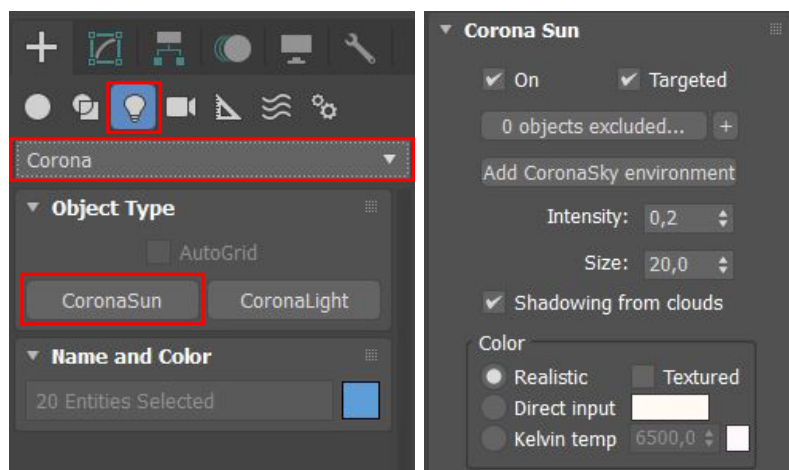 Corona
Object Type
AutoGrid
CoronaSun
CoronaLight
Name and Color
20 Entities Selected
Corona Sun
On
Targeted
0 objects excluded...
+
Add CoronaSky environment
Intensity: 0,2
Size: 20,0
Shadowing from clouds
Color
Realistic
Textured
Direct input
Kelvin temp 6500,0